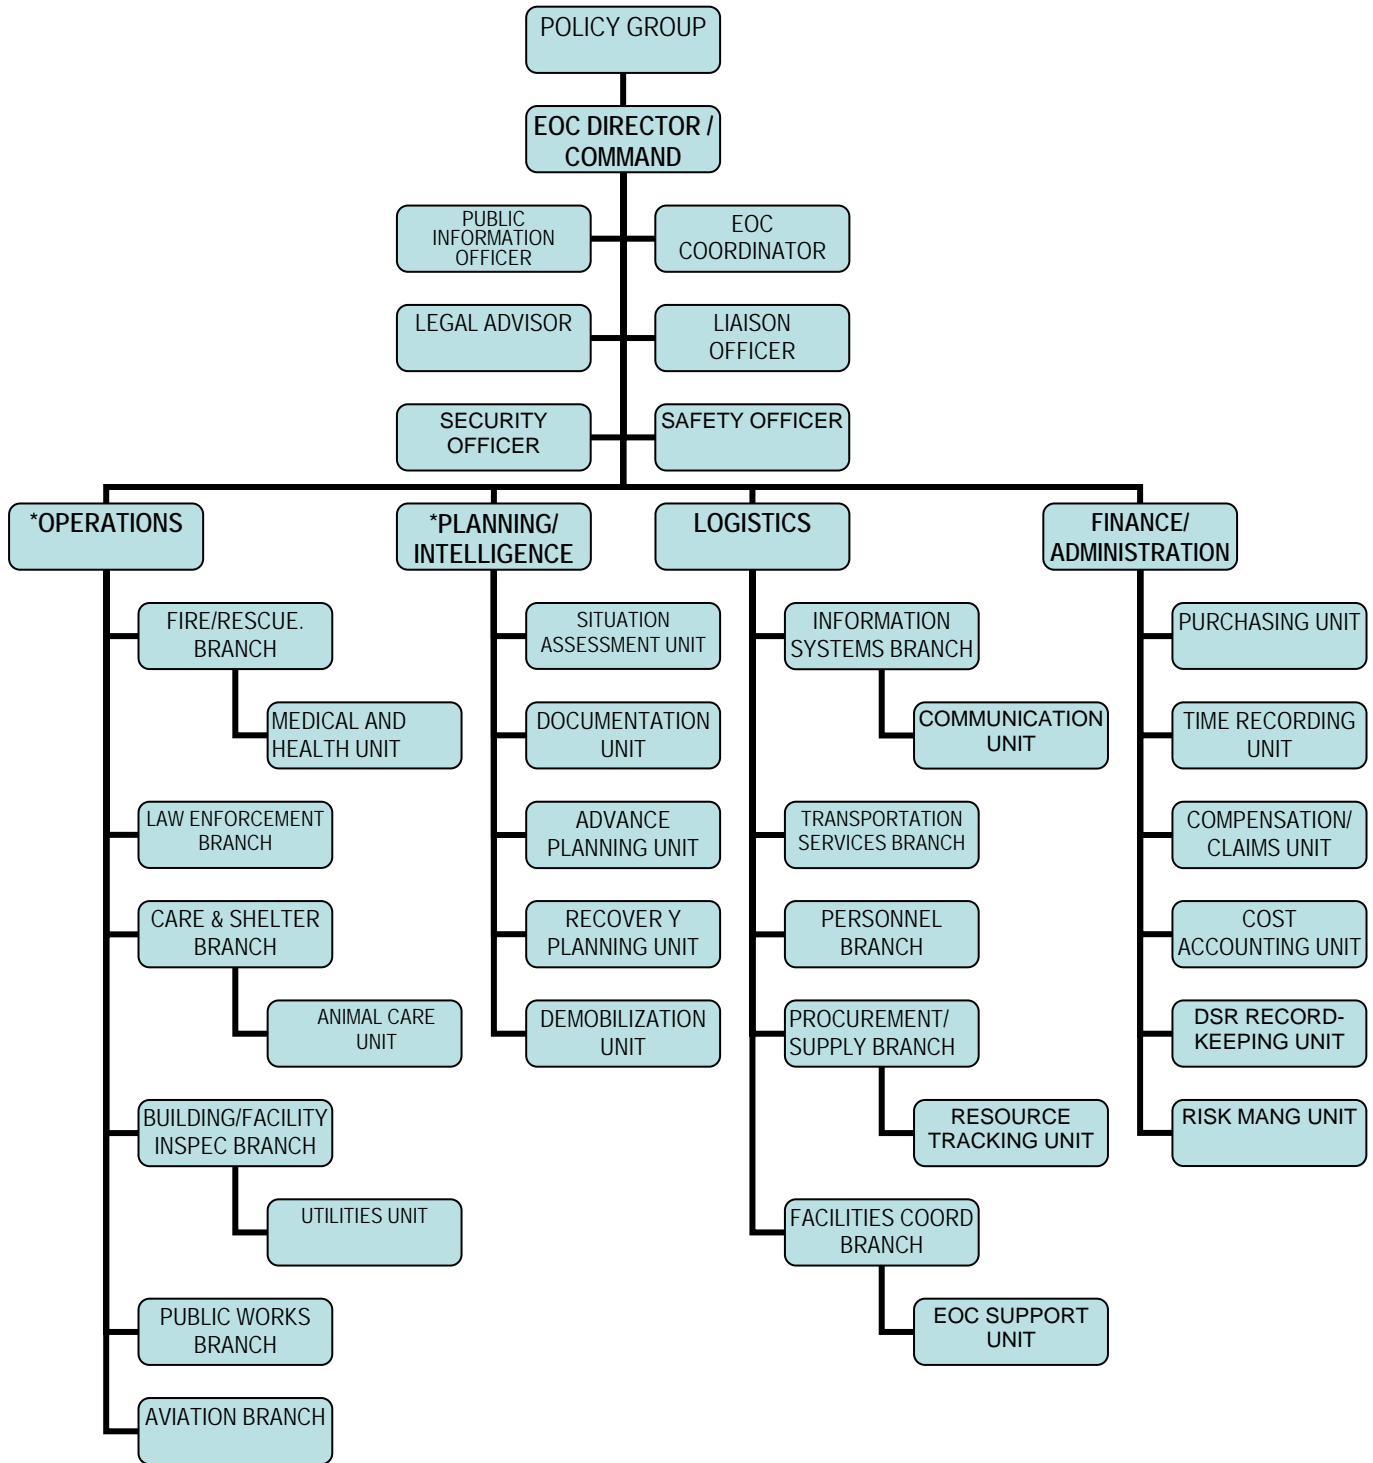 POLICY GROUP
EOC DIRECTOR /
COMMAND
PUBLIC
INFORMATION
OFFICER
EOC
COORDINATOR
LEGAL ADVISOR
LIAISON
OFFICER
SECURITY
OFFICER
SAFETY OFFICER
*OPERATIONS
*PLANNING/
INTELLIGENCE
LOGISTICS
FINANCE/
ADMINISTRATION
FIRE/RESCUE.
BRANCH
MEDICAL AND
HEALTH UNIT
LAW ENFORCEMENT
BRANCH
CARE & SHELTER
BRANCH
ANIMAL CARE
UNIT
BUILDING/FACILITY
INSPEC BRANCH
UTILITIES UNIT
PUBLIC WORKS
BRANCH
AVIATION BRANCH
SITUATION
ASSESSMENT UNIT
DOCUMENTATION
UNIT
ADVANCE
PLANNING UNIT
RECOVER Y
PLANNING UNIT
DEMOBILIZATION
UNIT
INFORMATION
SYSTEMS BRANCH
COMMUNICATION
UNIT
TRANSPORTATION
SERVICES BRANCH
PERSONNEL
BRANCH
PROCUREMENT/
SUPPLY BRANCH
RESOURCE
TRACKING UNIT
FACILITIES COORD
BRANCH
EOC SUPPORT
UNIT
PURCHASING UNIT
TIME RECORDING
UNIT
COMPENSATION/
CLAIMS UNIT
COST
ACCOUNTING UNIT
DSR RECORD-
KEEPING UNIT
RISK MANG UNIT